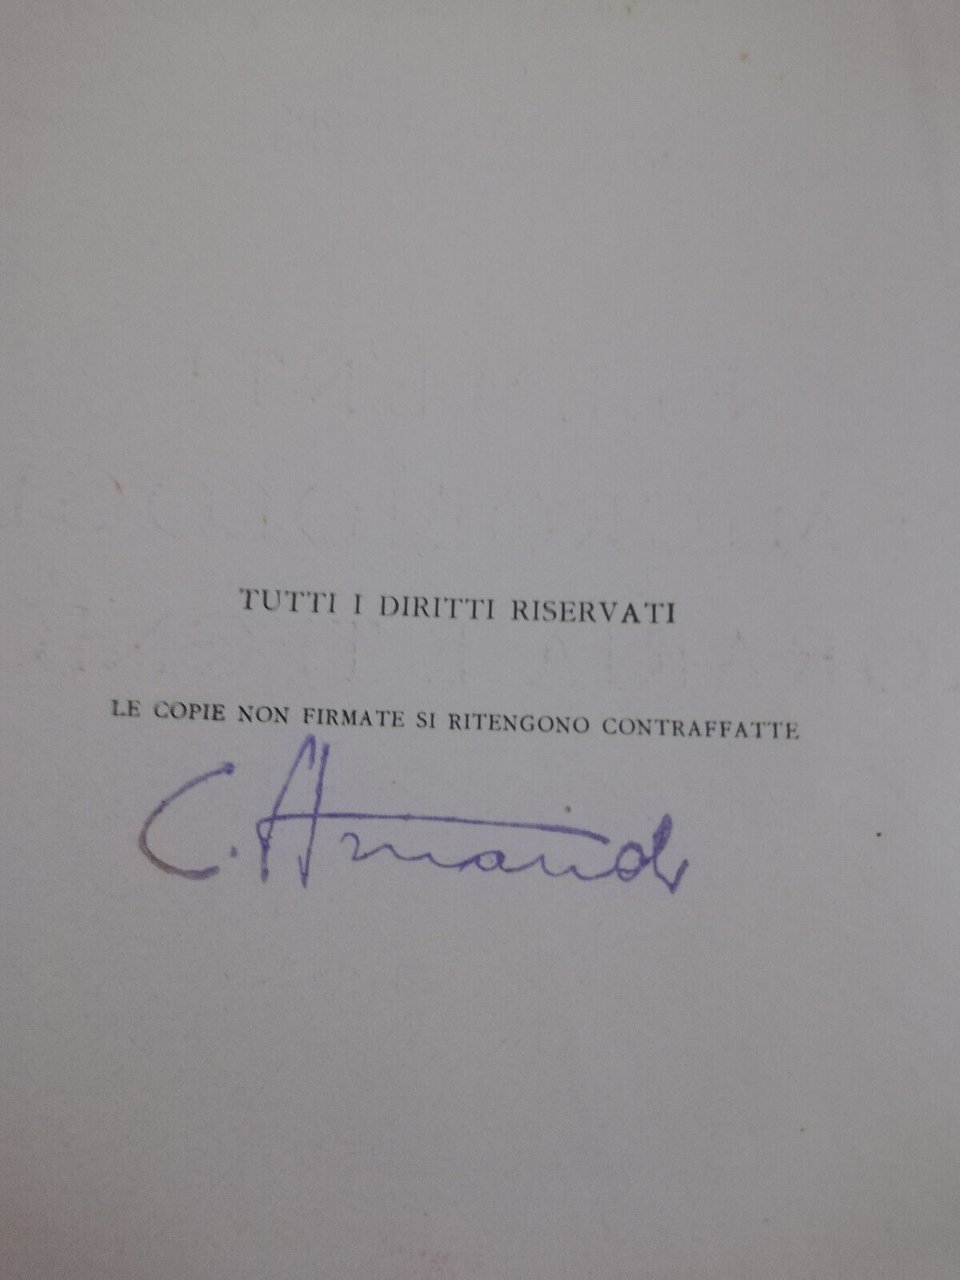 TUTTI I DIRITTI RISERVATI
LE COPIE NON FIRMATE SI RITENGONO CONTRAFFATTE
C.